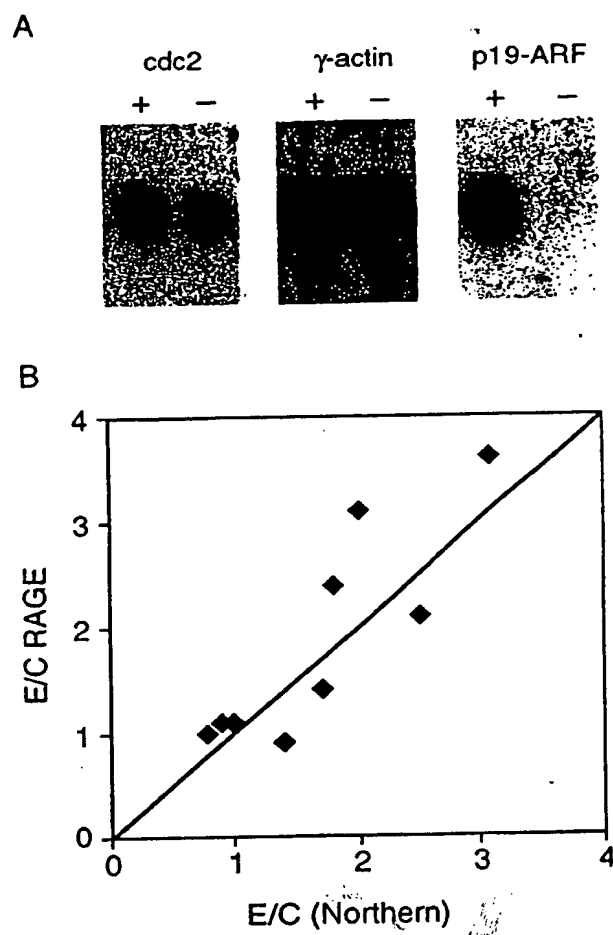 A
cdc2 γ-actin p19-ARF
+ − + − + −
B
4
3
2
1
0
E/C RAGE
0 1 2 3 4
E/C (Northern)